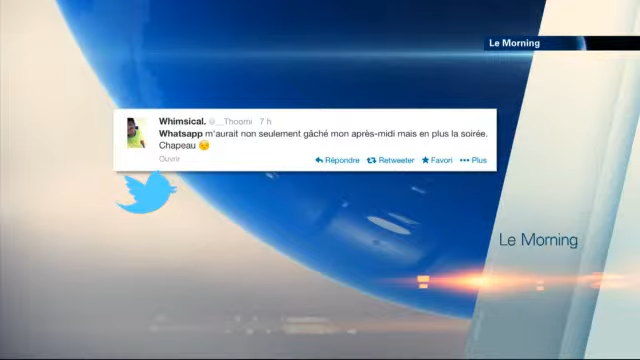 Le Morning
Whimsical. @__Thoomi 7 h
Whatsapp m'aurait non seulement gâché mon après-midi mais en plus la soirée.
Chapeau 😔
Ouvrir
Répondre Retweeter Favori Plus
Le Morning